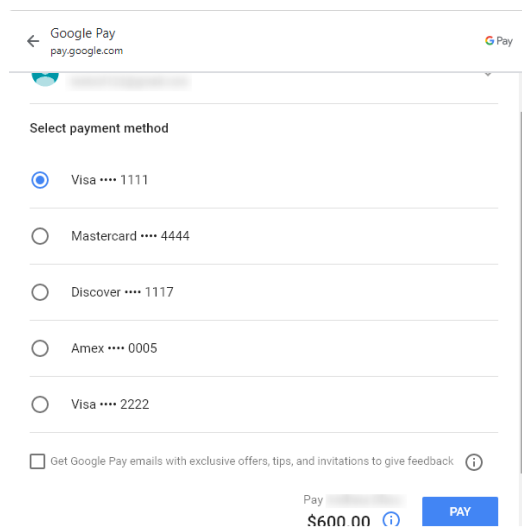 Google Pay
pay.google.com
G Pay
Select payment method
Visa •••• 1111
Mastercard •••• 4444
Discover •••• 1117
Amex •••• 0005
Visa •••• 2222
Get Google Pay emails with exclusive offers, tips, and invitations to give feedback
Pay
$600.00
PAY